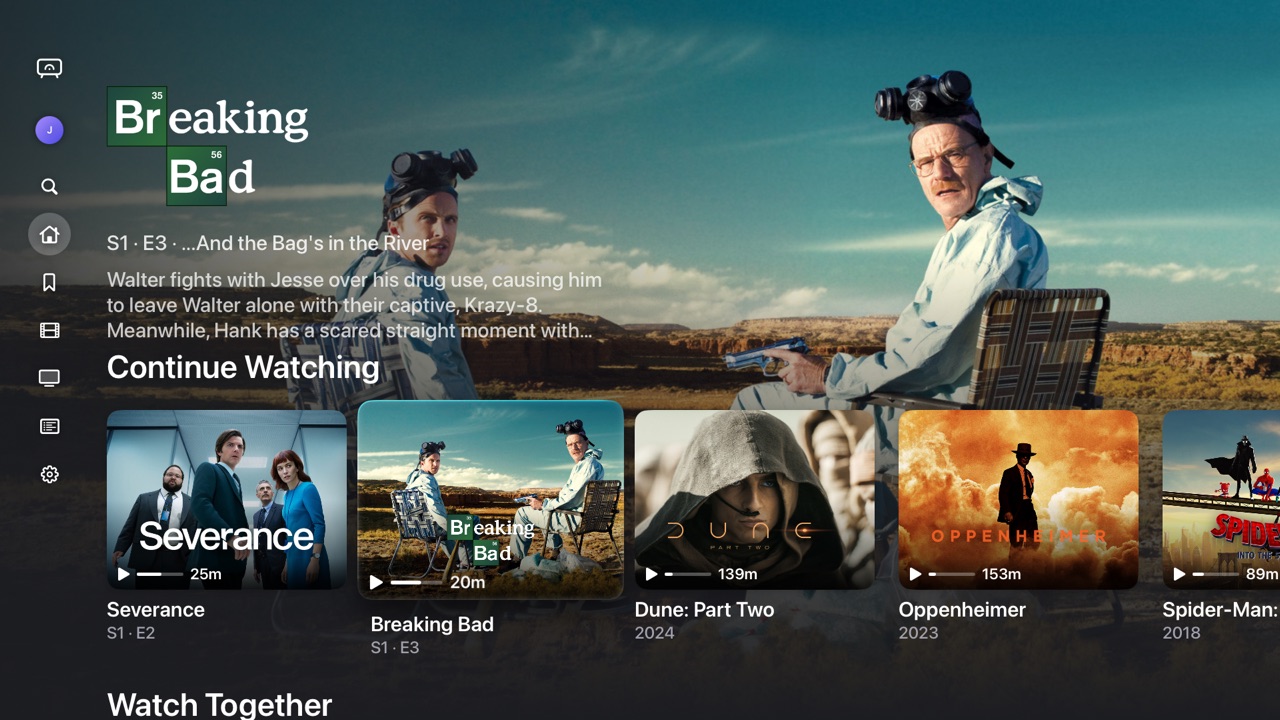 J
35
Breaking
56
Bad
S1 · E3 · ...And the Bag's in the River
Walter fights with Jesse over his drug use, causing him
to leave Walter alone with their captive, Krazy-8.
Meanwhile, Hank has a scared straight moment with...
Continue Watching
Severance
25m
Breaking
Bad
20m
DUNE
PART TWO
139m
OPPENHEIMER
153m
SPIDE
INTO THE
89m
Severance
S1 · E2
Breaking Bad
S1 · E3
Dune: Part Two
2024
Oppenheimer
2023
Spider-Man:
2018
Watch Together